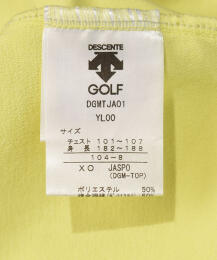 DESCENTE
GOLF
DGMTJA01
YL00
サイズ
チェスト 101～107
身長 182～188
104-8
XO JASPO
(DGM-TOP)
ポリエステル 50%
50%